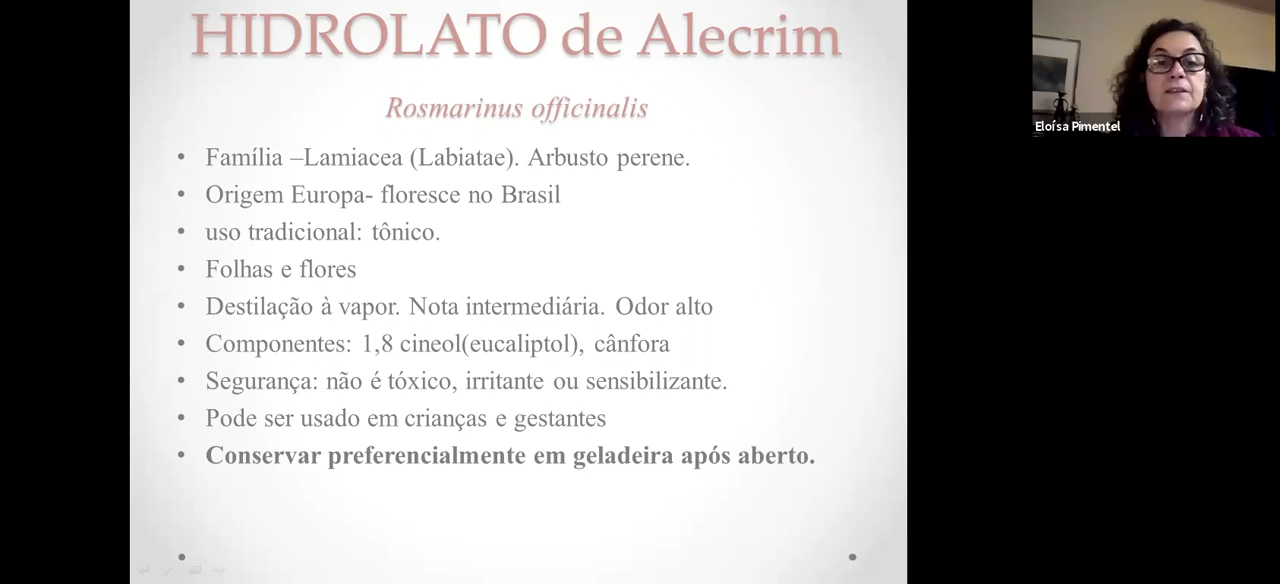 HIDROLATO de Alecrim
Rosmarinus officinalis
• Família –Lamiacea (Labiatae). Arbusto perene.
• Origem Europa- floresce no Brasil
• uso tradicional: tônico.
• Folhas e flores
• Destilação à vapor. Nota intermediária. Odor alto
• Componentes: 1,8 cineol(eucaliptol), cânfora
• Segurança: não é tóxico, irritante ou sensibilizante.
• Pode ser usado em crianças e gestantes
• Conservar preferencialmente em geladeira após aberto.
Eloísa Pimentel